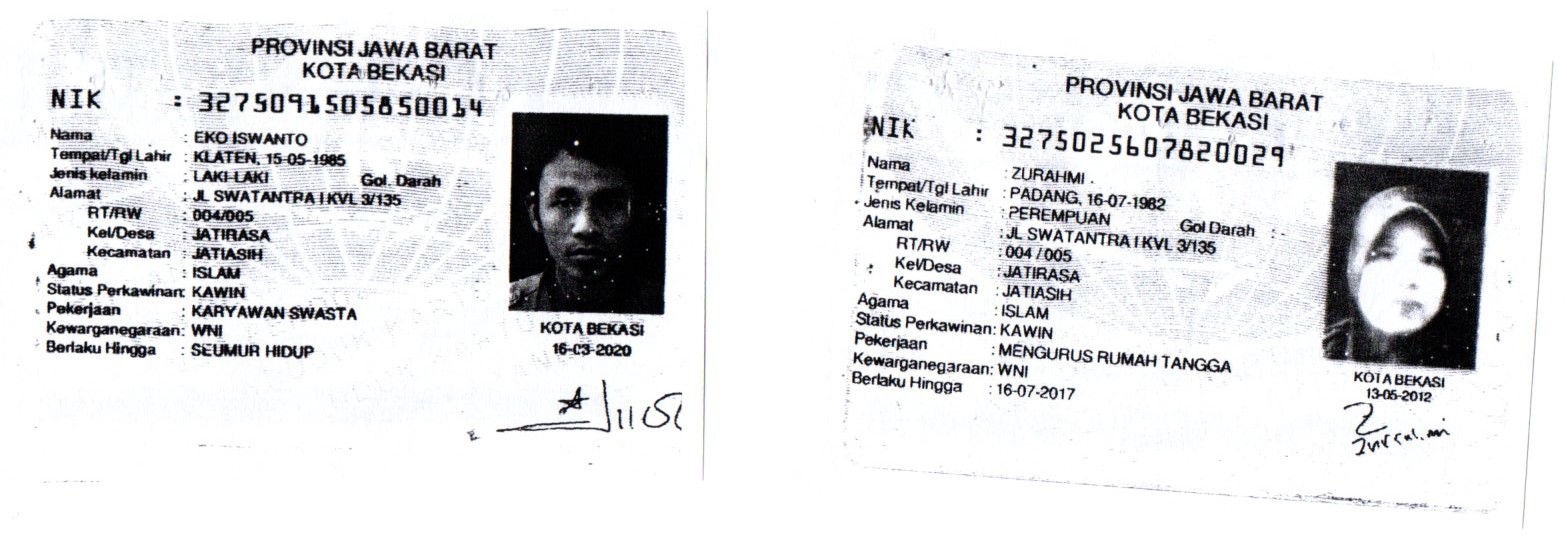 PROVINSI JAWA BARAT
KOTA BEKASI
NIK : 3275091505850014
Nama : EKO ISWANTO
Tempat/Tgl Lahir : KLATEN, 15-05-1985
Jenis kelamin : LAKI-LAKI Gol. Darah : -
Alamat : JL SWATANTRA I KVL 3/135
RT/RW : 004/005
Kel/Desa : JATIRASA
Kecamatan : JATIASIH
Agama : ISLAM
Status Perkawinan: KAWIN
Pekerjaan : KARYAWAN SWASTA
Kewarganegaraan: WNI
Berlaku Hingga : SEUMUR HIDUP
KOTA BEKASI
16-03-2020
PROVINSI JAWA BARAT
KOTA BEKASI
NIK : 3275025607820029
Nama : ZURAHMI .
Tempat/Tgl Lahir : PADANG, 16-07-1982
Jenis Kelamin : PEREMPUAN Gol Darah : -
Alamat : JL SWATANTRA I KVL 3/135
RT/RW : 004 / 005
Kel/Desa : JATIRASA
Kecamatan : JATIASIH
Agama : ISLAM
Status Perkawinan: KAWIN
Pekerjaan : MENGURUS RUMAH TANGGA
Kewarganegaraan: WNI
Berlaku Hingga : 16-07-2017
KOTA BEKASI
13-05-2012